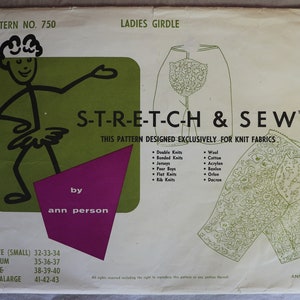 TERN NO. 750
LADIES GIRDLE
S-T-R-E-T-C-H & SEW
THIS PATTERN DESIGNED EXCLUSIVELY FOR KNIT FABRICS
• Double Knits
• Bonded Knits
• Jerseys
• Poor Boys
• Flat Knits
• Rib Knits
• Wool
• Cotton
• Acrylon
• Banlon
• Orlon
• Dacron
by
ann person
(SMALL) 32-33-34
UM 35-36-37
38-39-40
ALARGE 41-42-43